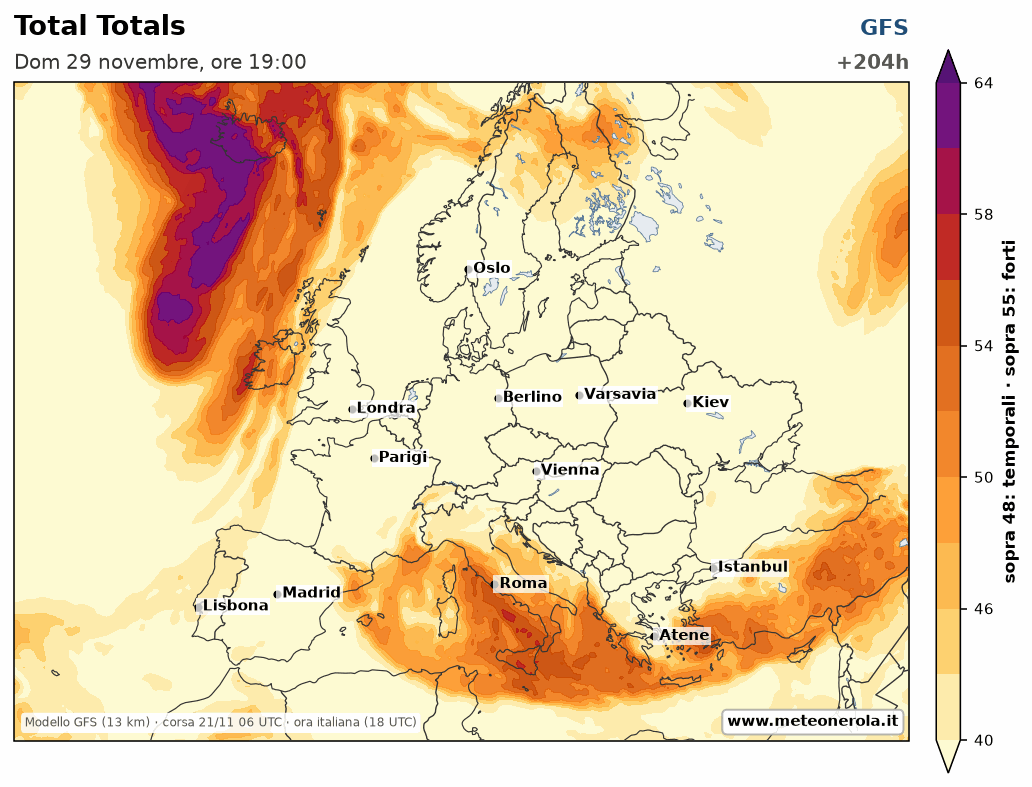 Total Totals
GFS
Dom 29 novembre, ore 19:00
+204h
64
58
54
50
46
40
sopra 48: temporali · sopra 55: forti
Oslo
Berlino
Varsavia
Kiev
Londra
Parigi
Vienna
Istanbul
Roma
Madrid
Lisbona
Atene
Modello GFS (13 km) · corsa 21/11 06 UTC · ora italiana (18 UTC)
www.meteonerola.it